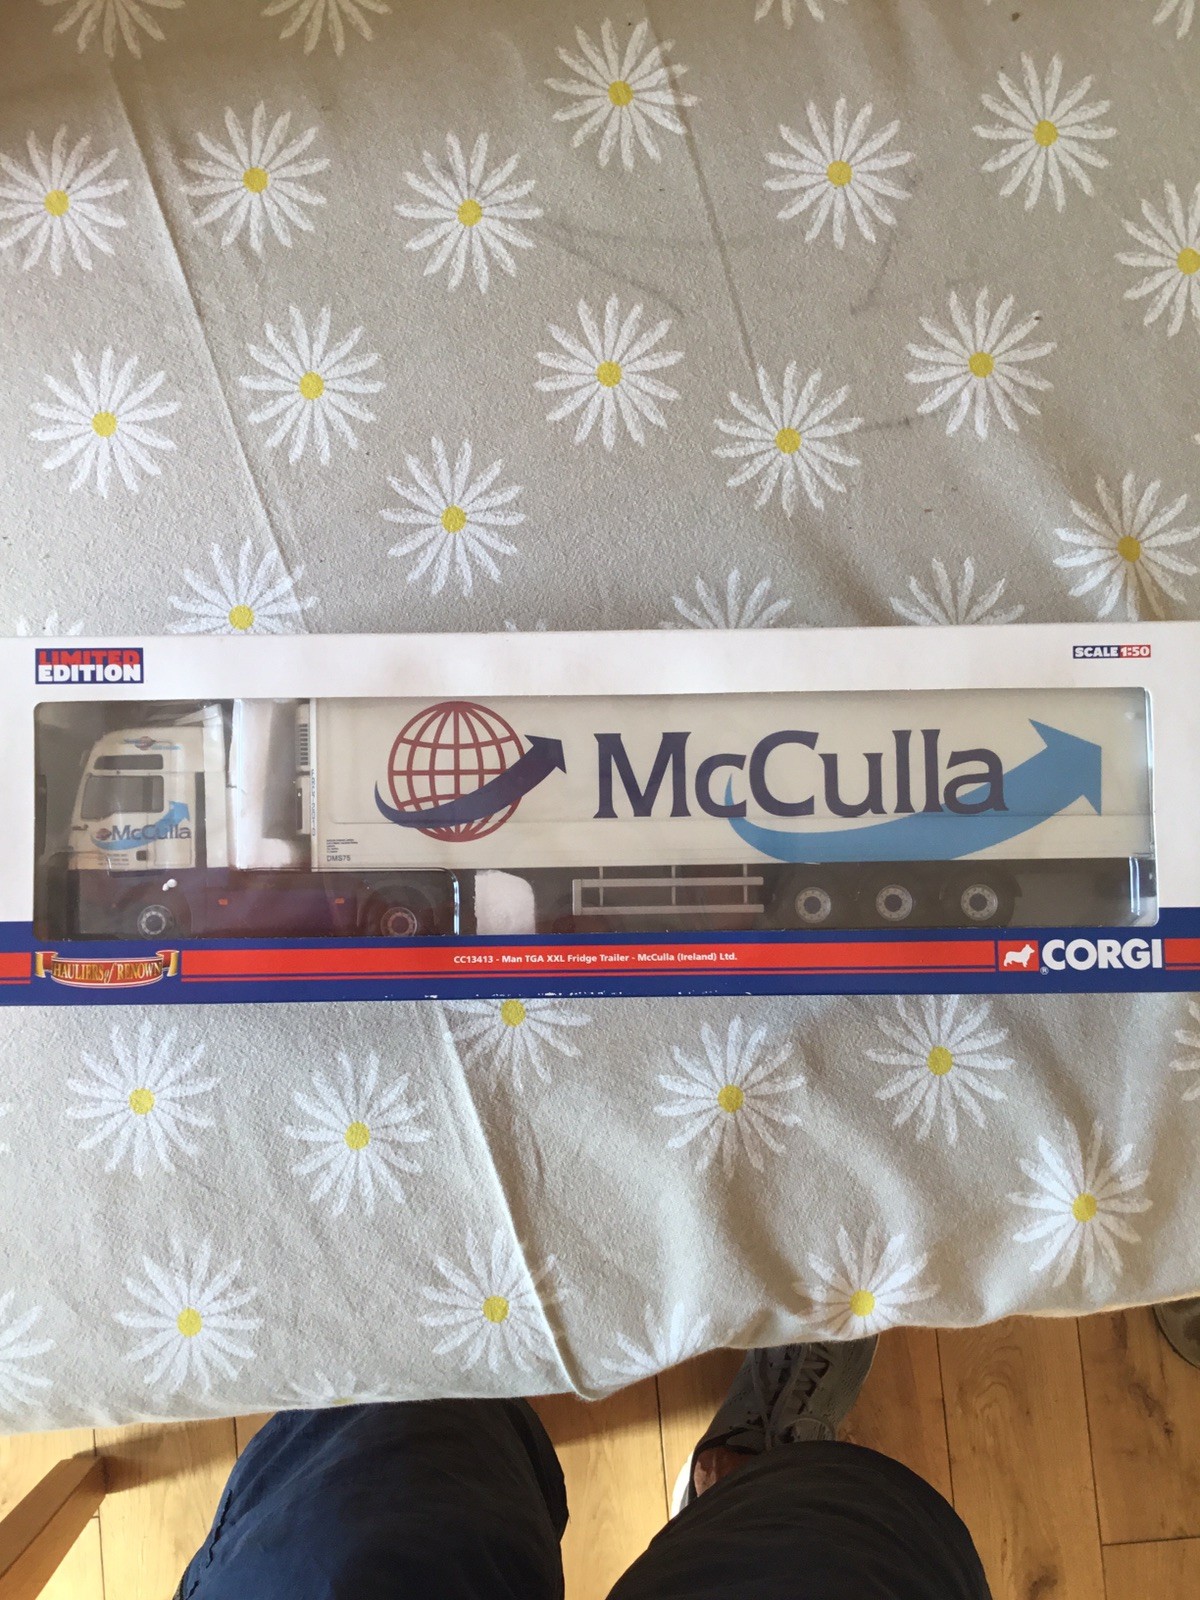 LIMITED
EDITION
SCALE 1:50
McCulla
McCulla
DMS75
HAULIERS of RENOWN
CC13413 - Man TGA XXL Fridge Trailer - McCulla (Ireland) Ltd.
® CORGI